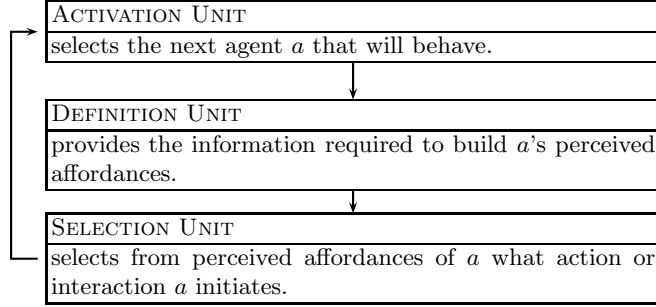 ACTIVATION UNIT
selects the next agent a that will behave.
DEFINITION UNIT
provides the information required to build a's perceived
affordances.
SELECTION UNIT
selects from perceived affordances of a what action or
interaction a initiates.